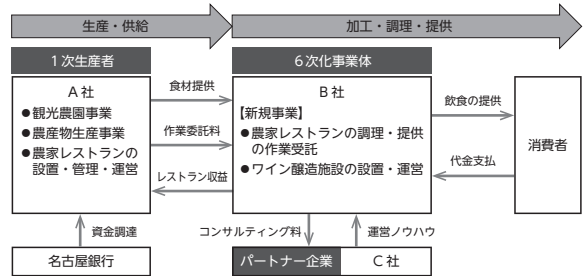 生産・供給
加工・調理・提供
1次生産者
6次化事業体
A社
●観光農園事業
●農産物生産事業
●農家レストランの
設置・管理・運営
食材提供
作業委託料
レストラン収益
B社
【新規事業】
●農家レストランの調理・提供
の作業受託
●ワイン醸造施設の設置・運営
飲食の提供
代金支払
消費者
資金調達
コンサルティング料
運営ノウハウ
名古屋銀行
パートナー企業
C社